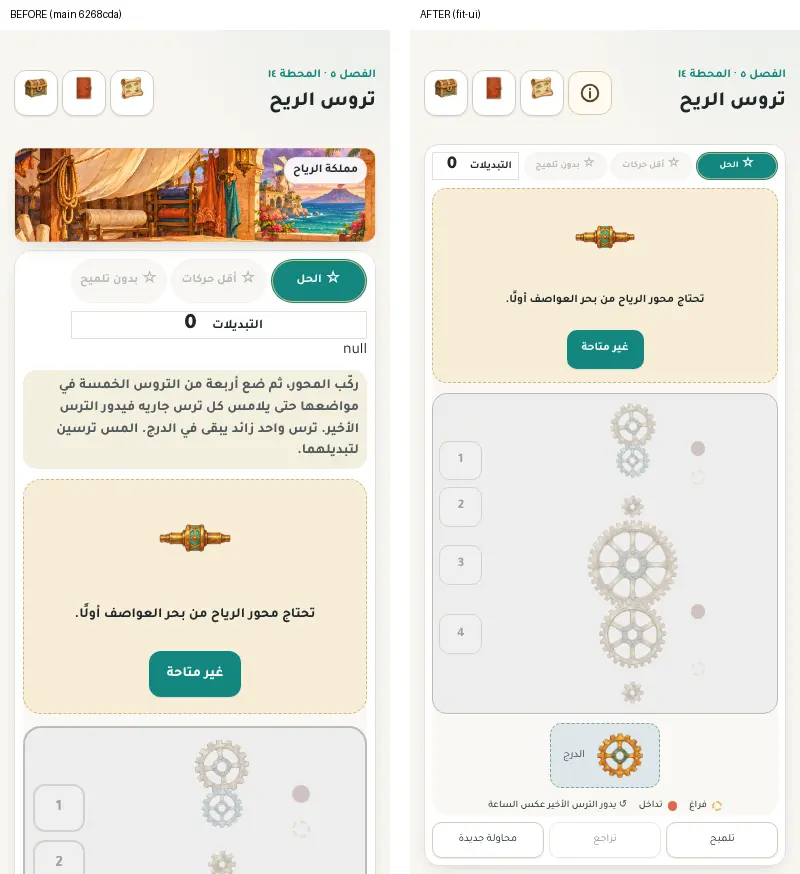 BEFORE (main 6268cda)
الفصل ٥ · المحطة ١٤
تروس الريح
مملكة الرياح
☆ الحل
☆ أقل حركات
☆ بدون تلميح
التبديلات 0
null
ركّب المحور، ثم ضع أربعة من التروس الخمسة في
مواضعها حتى يلامس كل ترس جاريه فيدور الترس
الأخير. ترس واحد زائد يبقى في الدرج. المس ترسين
لتبديلهما.
تحتاج محور الرياح من بحر العواصف أولًا.
غير متاحة
1
2
AFTER (fit-ui)
الفصل ٥ · المحطة ١٤
تروس الريح
☆ الحل
☆ أقل حركات
☆ بدون تلميح
التبديلات 0
تحتاج محور الرياح من بحر العواصف أولًا.
غير متاحة
1
2
3
4
الدرج
فراغ
تداخل
↺ يدور الترس الأخير عكس الساعة
تلميح
تراجع
محاولة جديدة